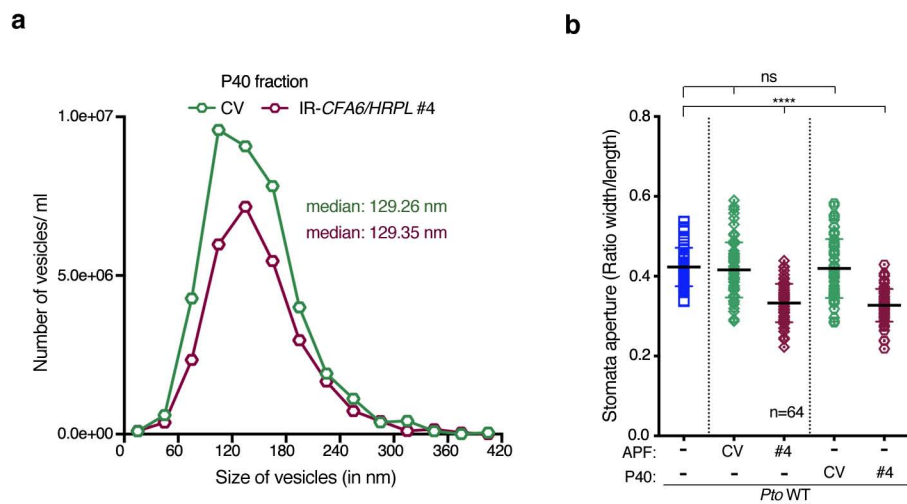 a
P40 fraction
CV IR-CFA6/HRPL #4
1.0e+07
5.0e+06
0.0e+00
Number of vesicles/ ml
median: 129.26 nm
median: 129.35 nm
0 60 120 180 240 300 360 420
Size of vesicles (in nm)
b
ns
****
Stomata aperture (Ratio width/length)
0.8
0.6
0.4
0.2
0.0
n=64
APF: - CV #4 - -
P40: - - - CV #4
Pto WT